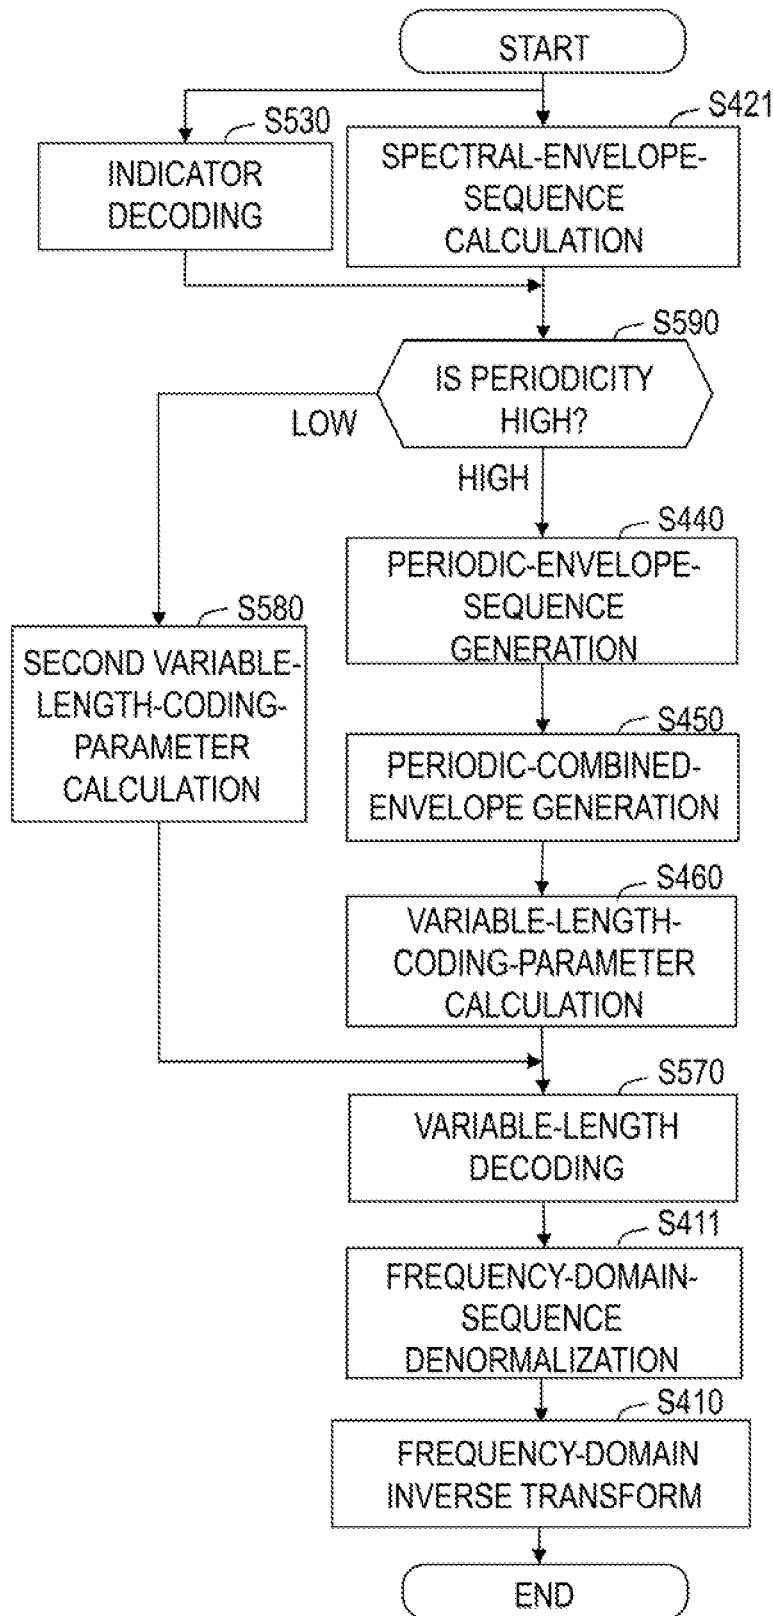 START
S530
S421
INDICATOR
DECODING
SPECTRAL-ENVELOPE-
SEQUENCE
CALCULATION
S590
IS PERIODICITY
HIGH?
LOW
HIGH
S440
PERIODIC-ENVELOPE-
SEQUENCE
GENERATION
S580
SECOND VARIABLE-
LENGTH-CODING-
PARAMETER
CALCULATION
S450
PERIODIC-COMBINED-
ENVELOPE GENERATION
S460
VARIABLE-LENGTH-
CODING-PARAMETER
CALCULATION
S570
VARIABLE-LENGTH
DECODING
S411
FREQUENCY-DOMAIN-
SEQUENCE
DENORMALIZATION
S410
FREQUENCY-DOMAIN
INVERSE TRANSFORM
END